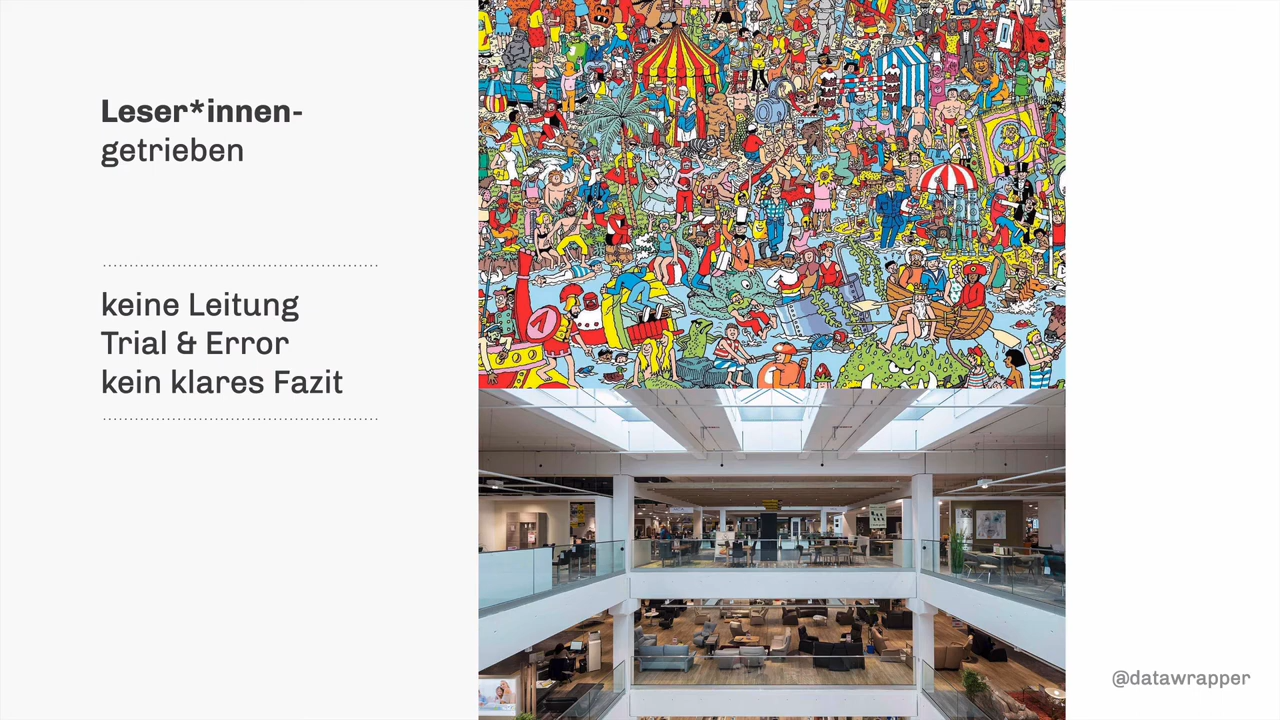 Leser*innen-
getrieben
keine Leitung
Trial & Error
kein klares Fazit
@datawrapper